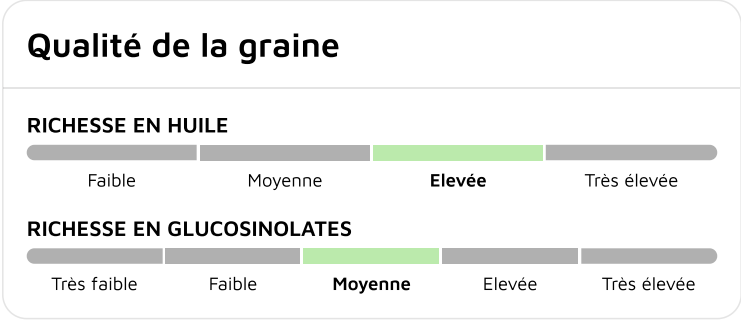 Qualité de la graine
RICHESSE EN HUILE
Faible Moyenne Elevée Très élevée
RICHESSE EN GLUCOSINOLATES
Très faible Faible Moyenne Elevée Très élevée